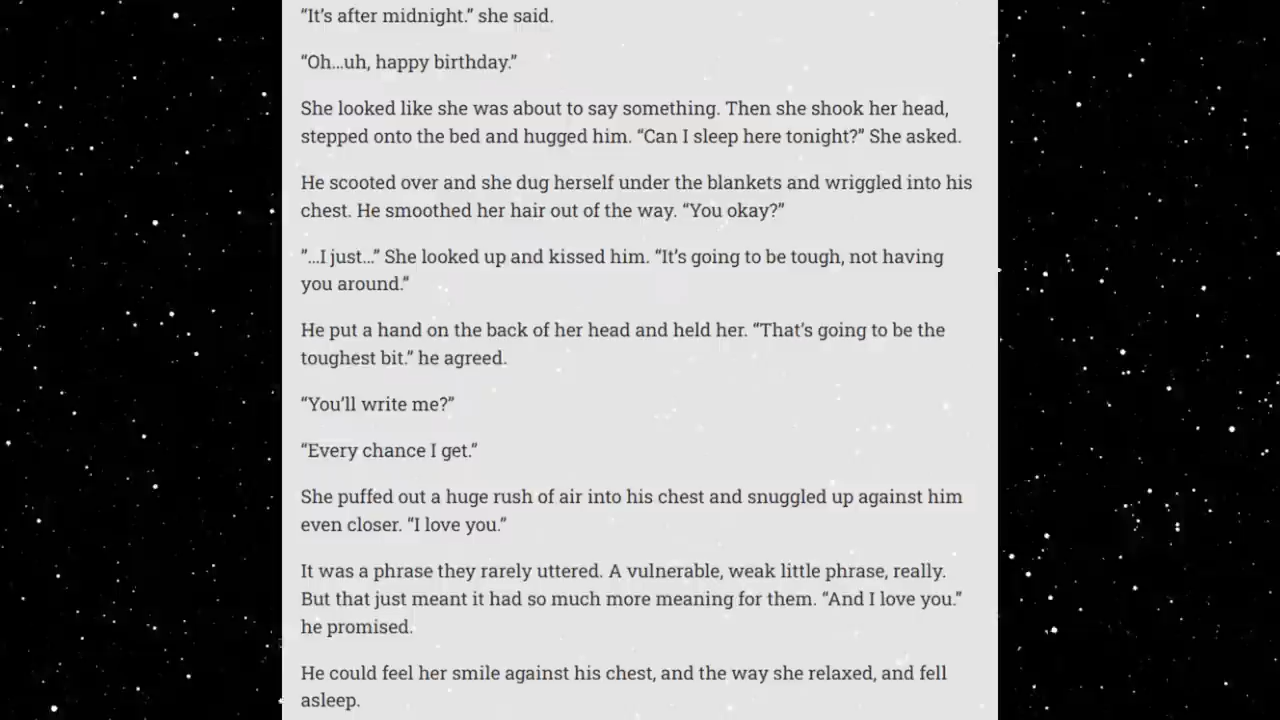 “It’s after midnight.” she said.
“Oh…uh, happy birthday.”
She looked like she was about to say something. Then she shook her head,
stepped onto the bed and hugged him. “Can I sleep here tonight?” She asked.
He scooted over and she dug herself under the blankets and wriggled into his
chest. He smoothed her hair out of the way. “You okay?”
”…I just…” She looked up and kissed him. “It’s going to be tough, not having
you around.”
He put a hand on the back of her head and held her. “That’s going to be the
toughest bit.” he agreed.
“You’ll write me?”
“Every chance I get.”
She puffed out a huge rush of air into his chest and snuggled up against him
even closer. “I love you.”
It was a phrase they rarely uttered. A vulnerable, weak little phrase, really.
But that just meant it had so much more meaning for them. “And I love you.”
he promised.
He could feel her smile against his chest, and the way she relaxed, and fell
asleep.